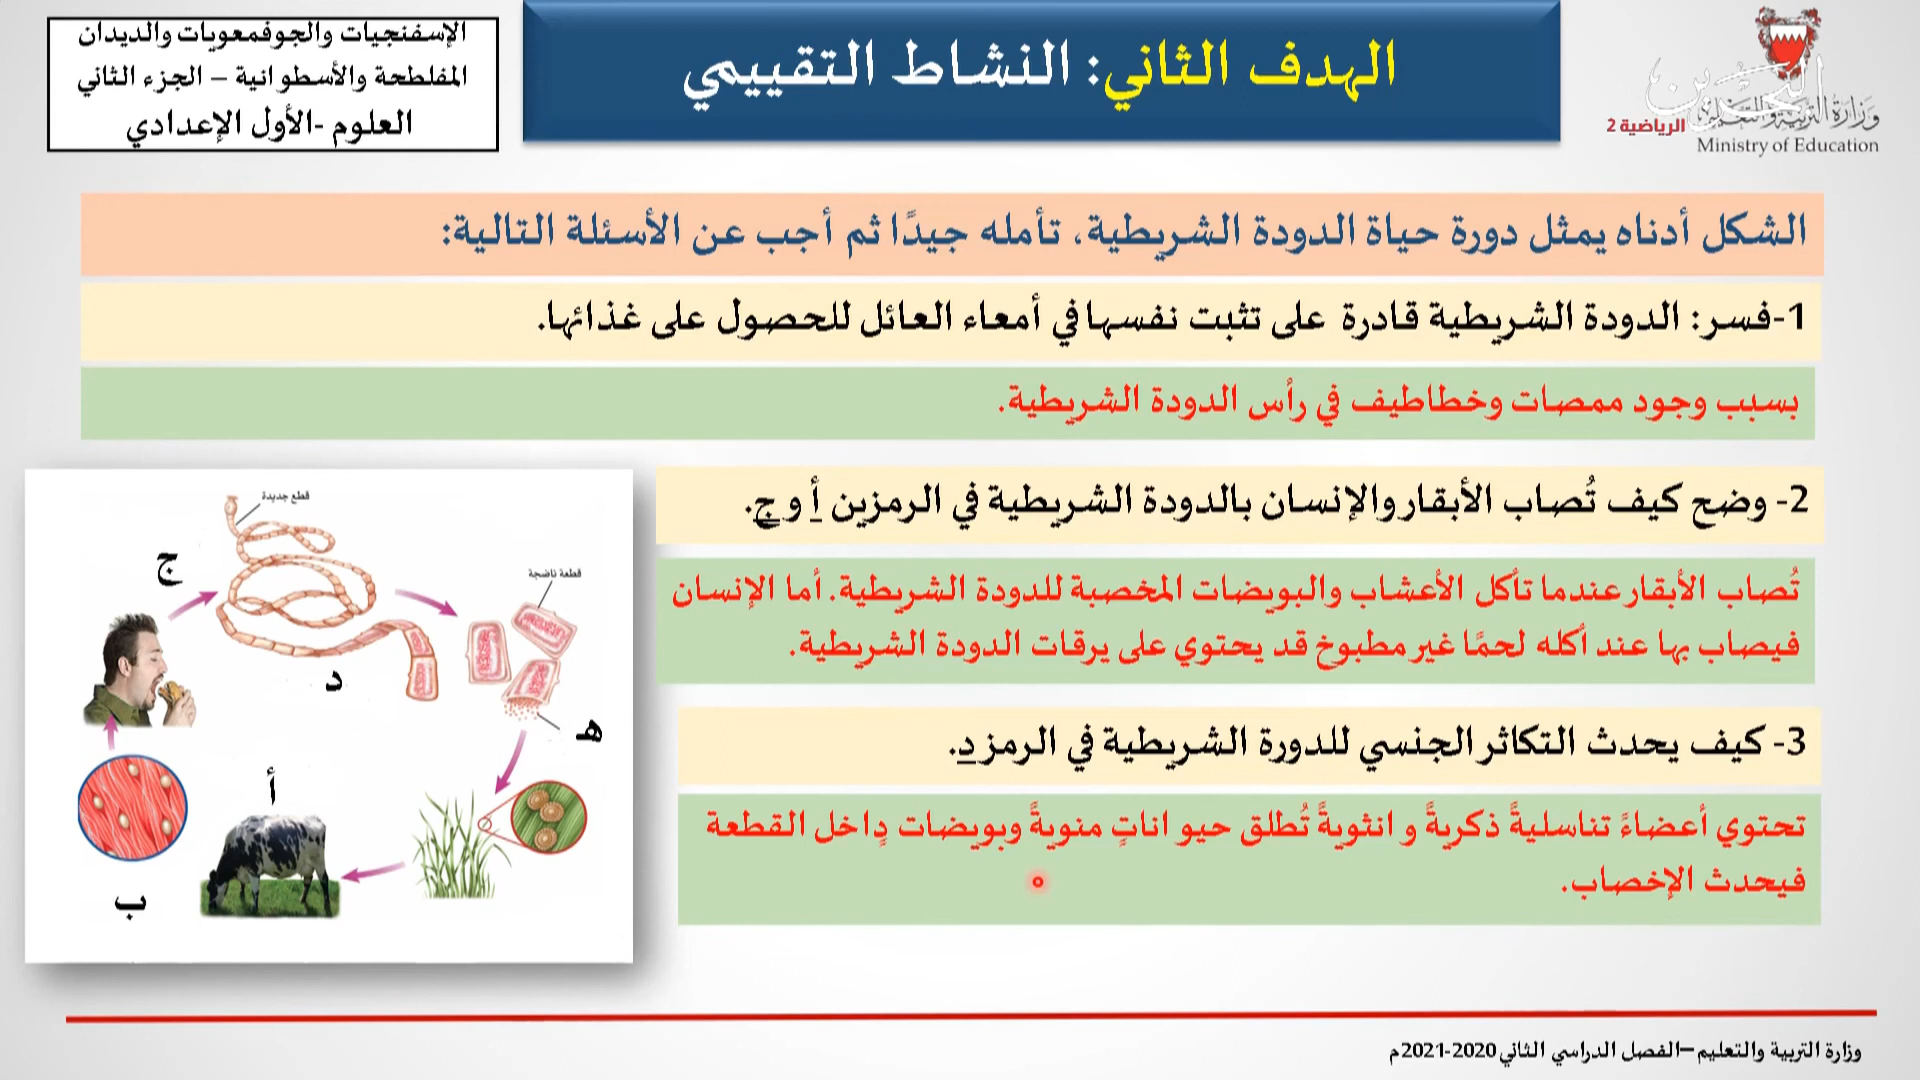 الإسفنجيات والجوفمعويات والديدان
المفلطحة والأسطوانية – الجزء الثاني
العلوم -الأول الإعدادي
الهدف الثاني: النشاط التقييمي
البحرين
الرياضية 2
وزارة التربية والتعليم
Ministry of Education
الشكل أدناه يمثل دورة حياة الدودة الشريطية، تأمله جيدًا ثم أجب عن الأسئلة التالية:
1-فسر: الدودة الشريطية قادرة على تثبت نفسها في أمعاء العائل للحصول على غذائها.
بسبب وجود ممصات وخطاطيف في رأس الدودة الشريطية.
2- وضح كيف تُصاب الأبقار والإنسان بالدودة الشريطية في الرمزين أ و ج.
تُصاب الأبقار عندما تأكل الأعشاب والبويضات المخصبة للدودة الشريطية. أما الإنسان
فيصاب بها عند أكله لحمًا غير مطبوخ قد يحتوي على يرقات الدودة الشريطية.
3- كيف يحدث التكاثر الجنسي للدورة الشريطية في الرمز د.
تحتوي أعضاءً تناسليةً ذكريةً وانثويةً تُطلق حيواناتٍ منويةً وبويضات دٍاخل القطعة
فيحدث الإخصاب.
قطع جديدة
ج
قطعة ناضجة
د
هـ
أ
ب
وزارة التربية والتعليم –الفصل الدراسي الثاني 2020-2021م